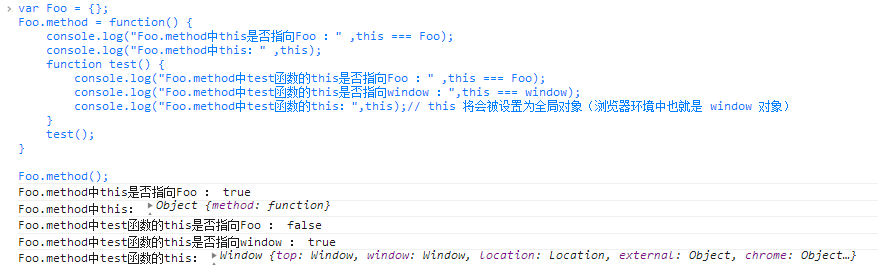 > var Foo = {};
Foo.method = function() {
    console.log("Foo.method中this是否指向Foo : " ,this === Foo);
    console.log("Foo.method中this: " ,this);
    function test() {
        console.log("Foo.method中test函数的this是否指向Foo : " ,this === Foo);
        console.log("Foo.method中test函数的this是否指向window : ",this === window);
        console.log("Foo.method中test函数的this: ",this);// this 将会被设置为全局对象（浏览器环境中也就是 window 对象）
    }
    test();
}

Foo.method();
Foo.method中this是否指向Foo :  true
Foo.method中this:  ▶Object {method: function}
Foo.method中test函数的this是否指向Foo :  false
Foo.method中test函数的this是否指向window :  true
Foo.method中test函数的this:  ▶Window {top: Window, window: Window, location: Location, external: Object, chrome: Object…}